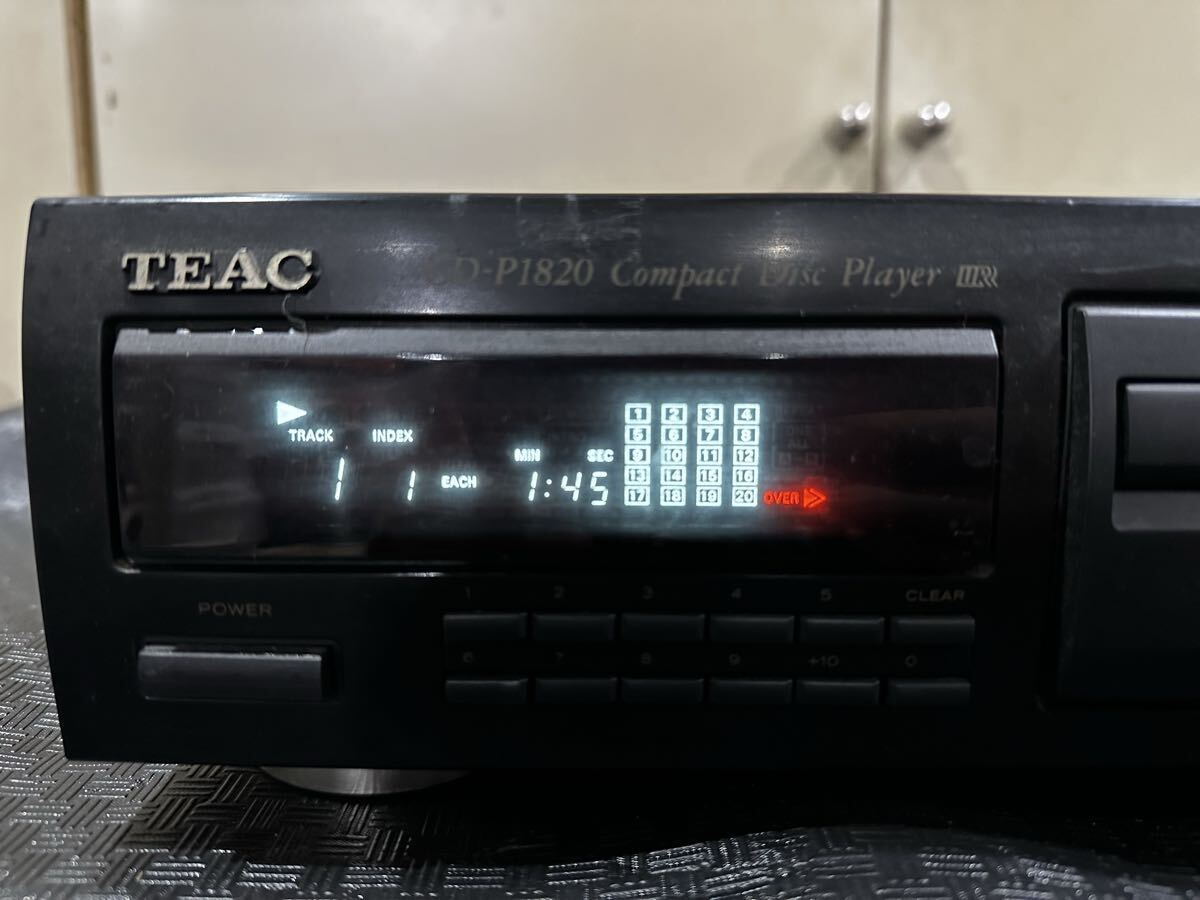 TEAC CD-P1820 Compact Disc Player
TRACK INDEX
MIN SEC
1 1 EACH 1:45
1 2 3 4
5 6 7 8
9 10 11 12
13 14 15 16
17 18 19 20 OVER
POWER
1 2 3 4 5 CLEAR
6 7 8 9 +10 0